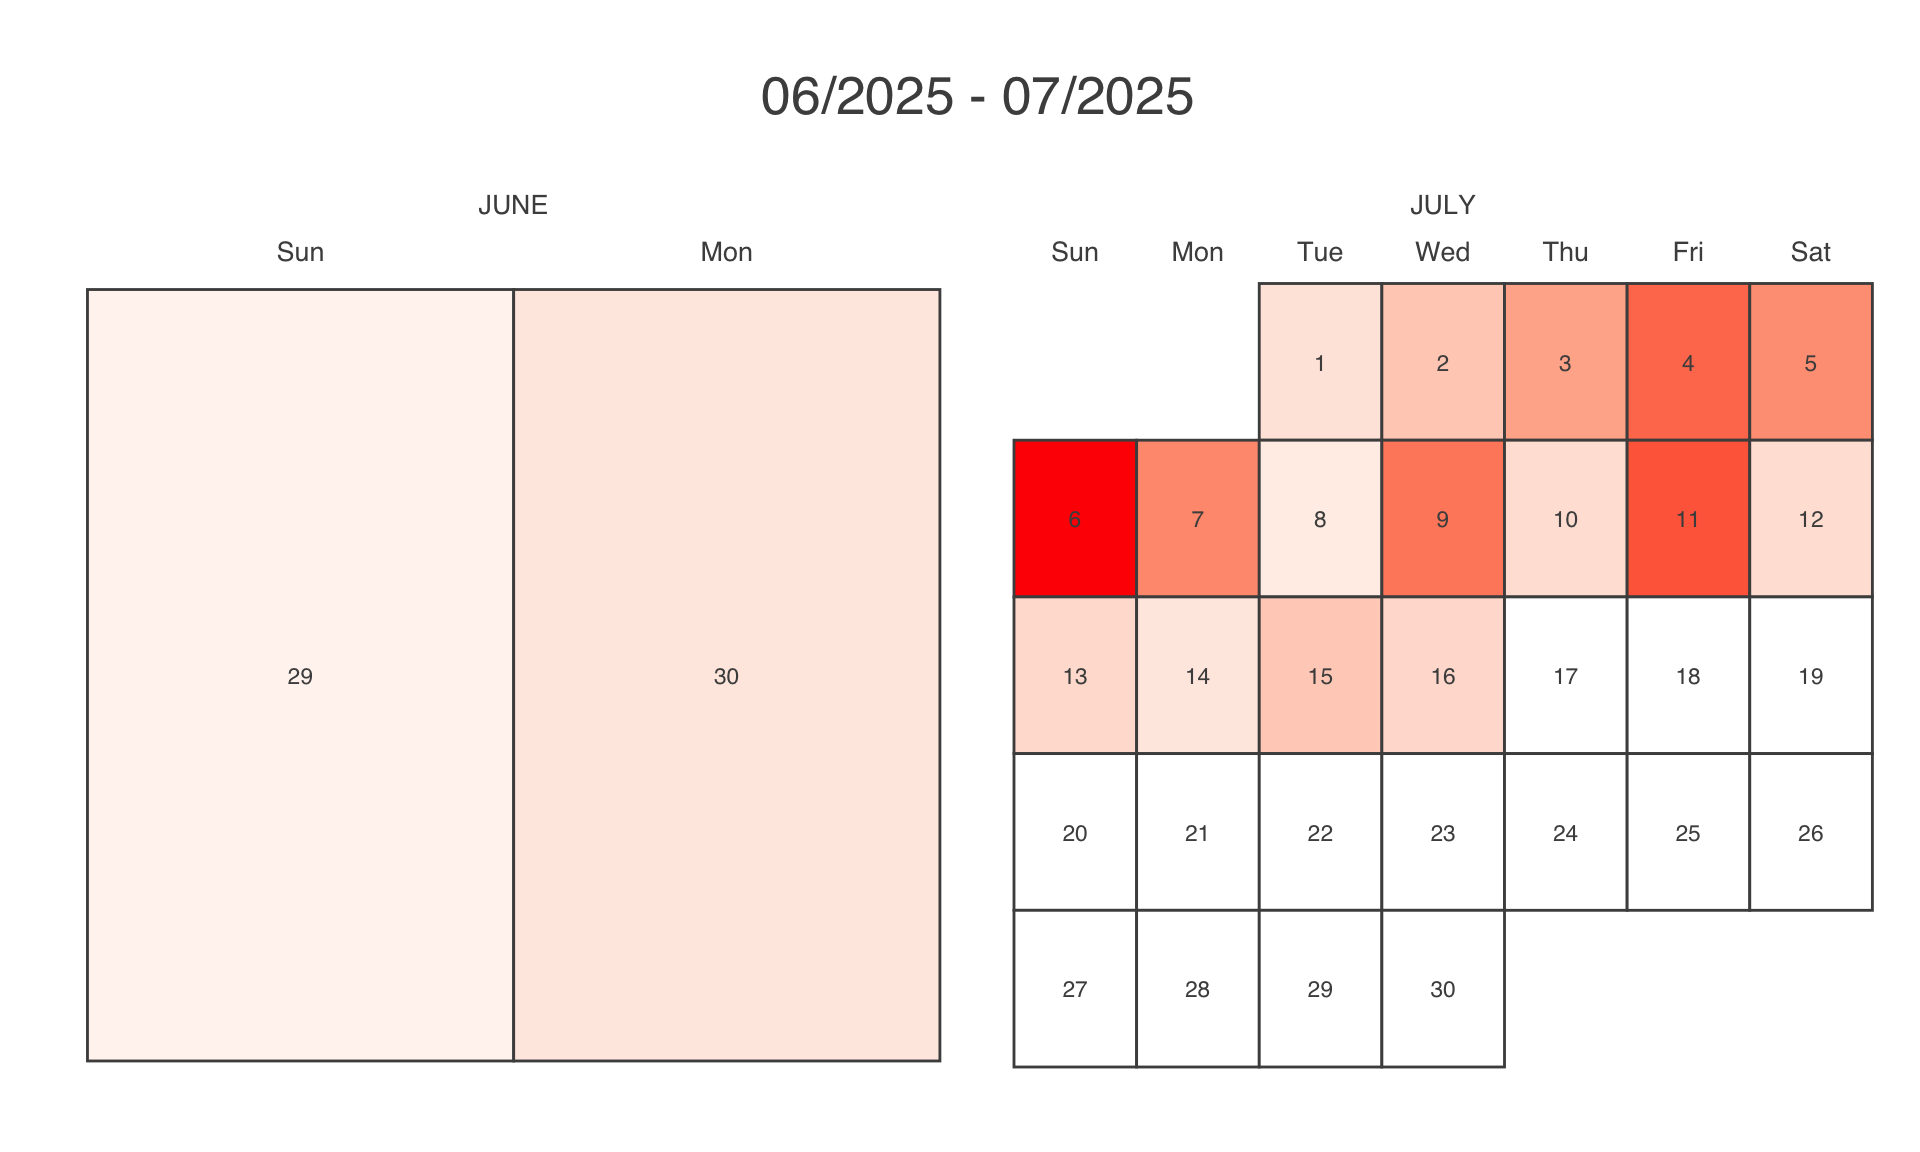 06/2025 - 07/2025
JUNE
Sun Mon
29 30
JULY
Sun Mon Tue Wed Thu Fri Sat
1 2 3 4 5
6 7 8 9 10 11 12
13 14 15 16 17 18 19
20 21 22 23 24 25 26
27 28 29 30